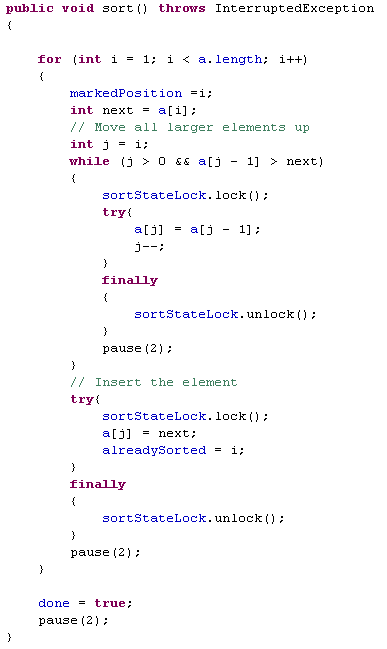 public void sort() throws InterruptedException
{
for (int i = 1; i < a.length; i++)
{
markedPosition =i;
int next = a[i];
// Move all larger elements up
int j = i;
while (j > 0 && a[j - 1] > next)
{
sortStateLock.lock();
try{
a[j] = a[j - 1];
j--;
}
finally
{
sortStateLock.unlock();
}
pause(2);
}
// Insert the element
try{
sortStateLock.lock();
a[j] = next;
alreadySorted = i;
}
finally
{
sortStateLock.unlock();
}
pause(2);
}
done = true;
pause(2);
}